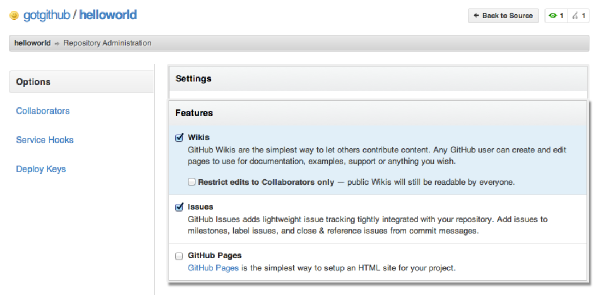 gotgithub / helloworld
Back to Source
1
1
helloworld ⇒ Repository Administration
Options
Collaborators
Service Hooks
Deploy Keys
Settings
Features
Wikis
GitHub Wikis are the simplest way to let others contribute content. Any GitHub user can create and edit
pages to use for documentation, examples, support or anything you wish.
Restrict edits to Collaborators only — public Wikis will still be readable by everyone.
Issues
GitHub Issues adds lightweight issue tracking tightly integrated with your repository. Add issues to
milestones, label issues, and close & reference issues from commit messages.
GitHub Pages
GitHub Pages is the simplest way to setup an HTML site for your project.